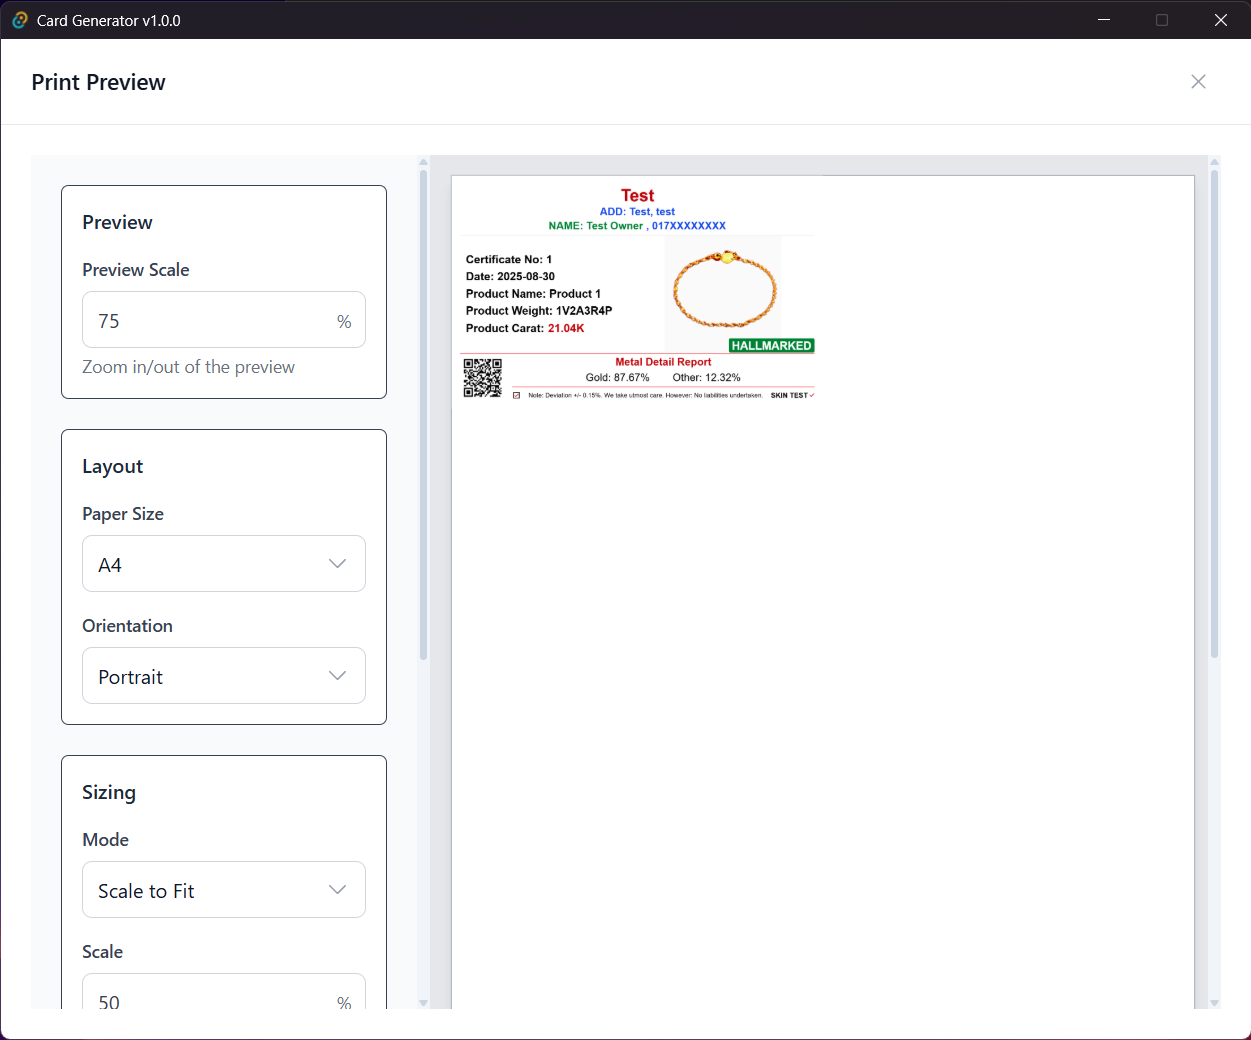 Card Generator v1.0.0
Print Preview
Preview
Preview Scale
75 %
Zoom in/out of the preview
Layout
Paper Size
A4
Orientation
Portrait
Sizing
Mode
Scale to Fit
Scale
50 %
Test
ADD: Test, test
NAME: Test Owner , 017XXXXXXXX
Certificate No: 1
Date: 2025-08-30
Product Name: Product 1
Product Weight: 1V2A3R4P
Product Carat: 21.04K
HALLMARKED
Metal Detail Report
Gold: 87.67% Other: 12.32%
Note: Deviation +/- 0.15%. We take utmost care. However: No liabilities undertaken. SKIN TEST